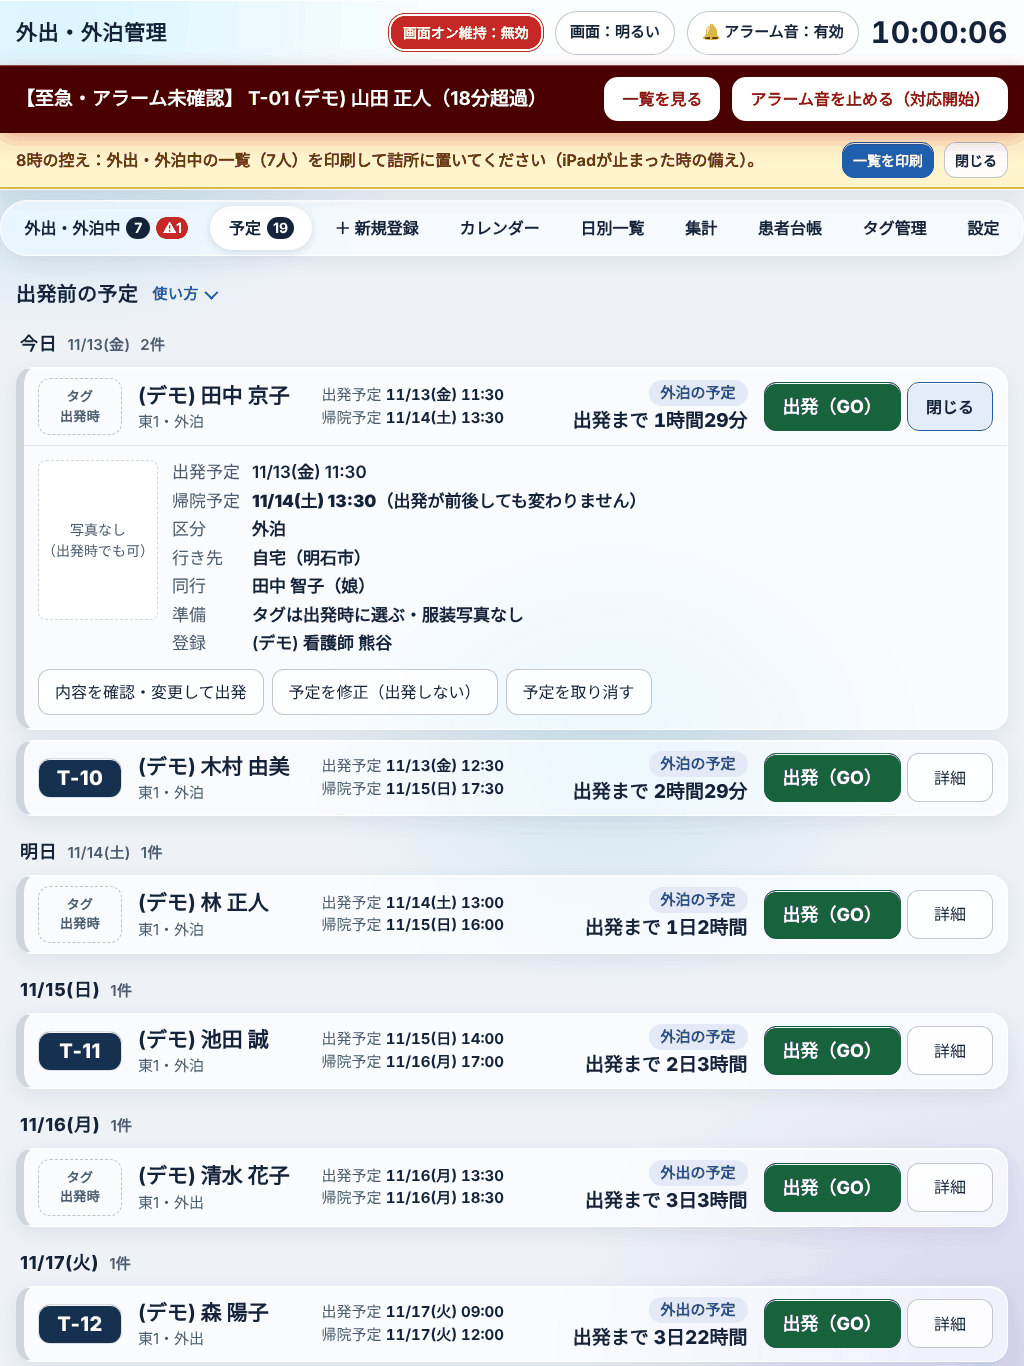 外出・外泊管理
画面オン維持：無効
画面：明るい
🔔 アラーム音：有効
10:00:06
【至急・アラーム未確認】 T-01 (デモ) 山田 正人（18分超過）
一覧を見る
アラーム音を止める（対応開始）
8時の控え：外出・外泊中の一覧（7人）を印刷して詰所に置いてください（iPadが止まった時の備え）。
一覧を印刷
閉じる
外出・外泊中 7 ⚠1
予定 19
＋ 新規登録
カレンダー
日別一覧
集計
患者台帳
タグ管理
設定
出発前の予定 使い方
今日 11/13(金) 2件
タグ
出発時
(デモ) 田中 京子
東1・外泊
出発予定 11/13(金) 11:30
帰院予定 11/14(土) 13:30
外泊の予定
出発まで 1時間29分
出発（GO）
閉じる
写真なし
（出発時でも可）
出発予定 11/13(金) 11:30
帰院予定 11/14(土) 13:30（出発が前後しても変わりません）
区分 外泊
行き先 自宅（明石市）
同行 田中 智子（娘）
準備 タグは出発時に選ぶ・服装写真なし
登録 (デモ) 看護師 熊谷
内容を確認・変更して出発
予定を修正（出発しない）
予定を取り消す
T-10
(デモ) 木村 由美
東1・外泊
出発予定 11/13(金) 12:30
帰院予定 11/15(日) 17:30
外泊の予定
出発まで 2時間29分
出発（GO）
詳細
明日 11/14(土) 1件
タグ
出発時
(デモ) 林 正人
東1・外泊
出発予定 11/14(土) 13:00
帰院予定 11/15(日) 16:00
外泊の予定
出発まで 1日2時間
出発（GO）
詳細
11/15(日) 1件
T-11
(デモ) 池田 誠
東1・外泊
出発予定 11/15(日) 14:00
帰院予定 11/16(月) 17:00
外泊の予定
出発まで 2日3時間
出発（GO）
詳細
11/16(月) 1件
タグ
出発時
(デモ) 清水 花子
東1・外出
出発予定 11/16(月) 13:30
帰院予定 11/16(月) 18:30
外出の予定
出発まで 3日3時間
出発（GO）
詳細
11/17(火) 1件
T-12
(デモ) 森 陽子
東1・外出
出発予定 11/17(火) 09:00
帰院予定 11/17(火) 12:00
外出の予定
出発まで 3日22時間
出発（GO）
詳細